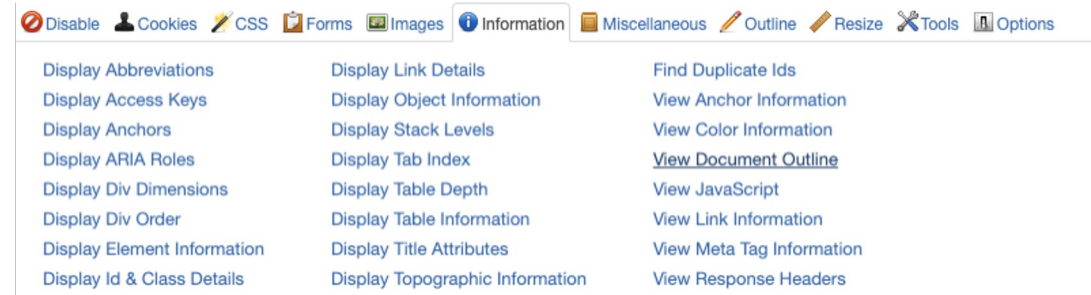 Disable Cookies CSS Forms Images Information Miscellaneous Outline Resize Tools Options
Display Abbreviations
Display Access Keys
Display Anchors
Display ARIA Roles
Display Div Dimensions
Display Div Order
Display Element Information
Display Id & Class Details
Display Link Details
Display Object Information
Display Stack Levels
Display Tab Index
Display Table Depth
Display Table Information
Display Title Attributes
Display Topographic Information
Find Duplicate Ids
View Anchor Information
View Color Information
View Document Outline
View JavaScript
View Link Information
View Meta Tag Information
View Response Headers